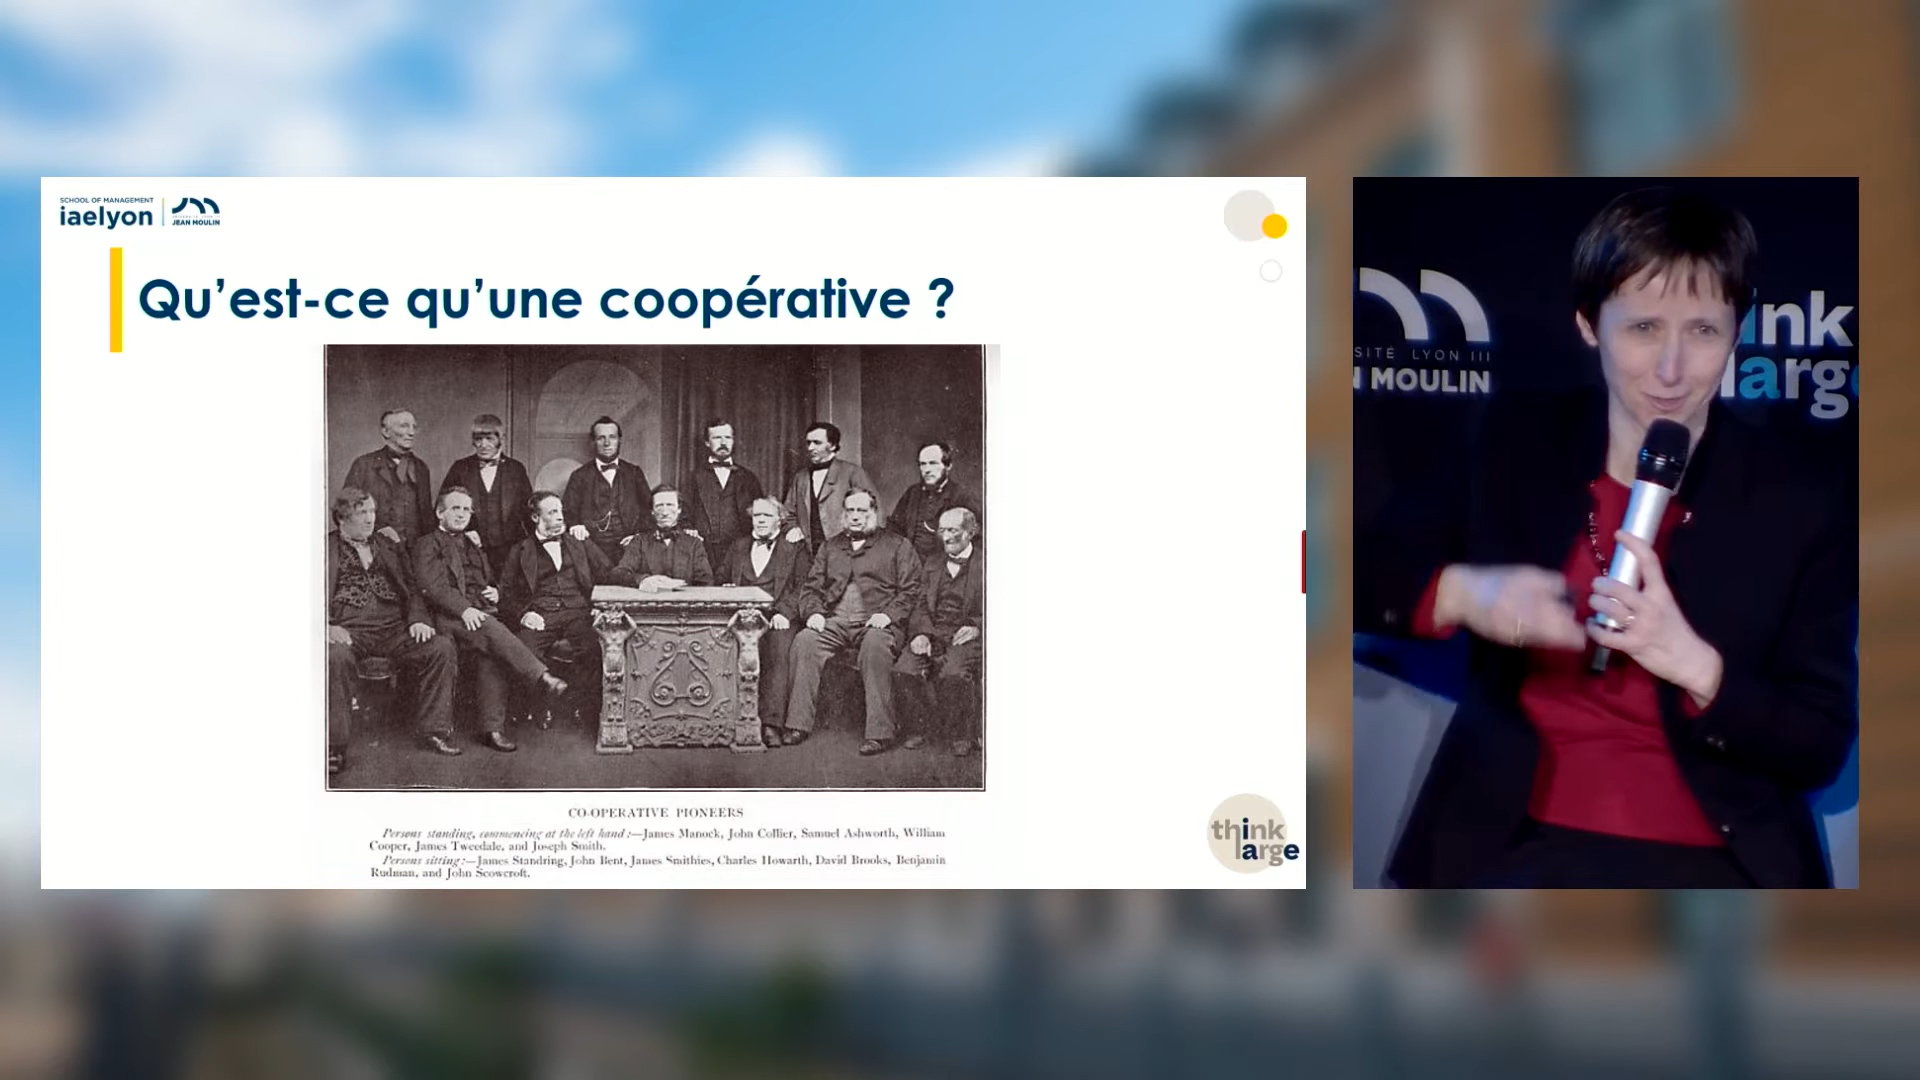 SCHOOL OF MANAGEMENT
iaelyon
JEAN MOULIN
Qu’est-ce qu’une coopérative ?
CO-OPERATIVE PIONEERS
Persons standing, commencing at the left hand :—James Manock, John Collier, Samuel Ashworth, William
Cooper, James Tweedale, and Joseph Smith.
Persons sitting :—James Standring, John Bent, James Smithies, Charles Howarth, David Brooks, Benjamin
Rudman, and John Scowcroft.
think
large
SITÉ LYON III
N MOULIN
ink
large